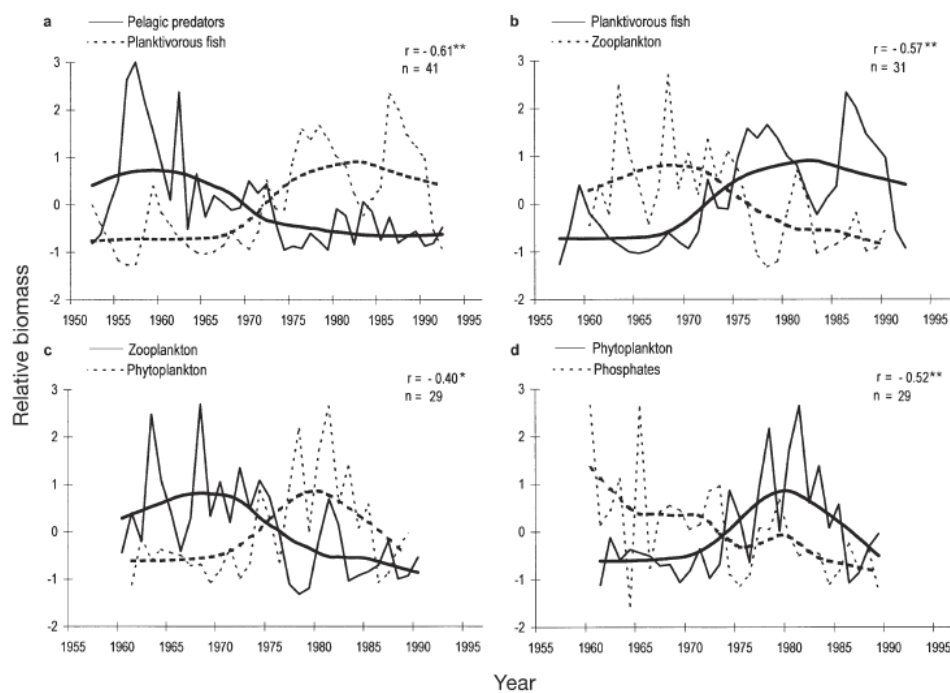 a
Pelagic predators
Planktivorous fish
r = - 0.61**
n = 41
3
2
1
0
-1
-2
1950 1955 1960 1965 1970 1975 1980 1985 1990 1995
b
Planktivorous fish
Zooplankton
r = - 0.57**
n = 31
3
2
1
0
-1
-2
1955 1960 1965 1970 1975 1980 1985 1990 1995
Relative biomass
c
Zooplankton
Phytoplankton
r = - 0.40*
n = 29
3
2
1
0
-1
-2
1955 1960 1965 1970 1975 1980 1985 1990 1995
d
Phytoplankton
Phosphates
r = - 0.52**
n = 29
3
2
1
0
-1
-2
1955 1960 1965 1970 1975 1980 1985 1990 1995
Year